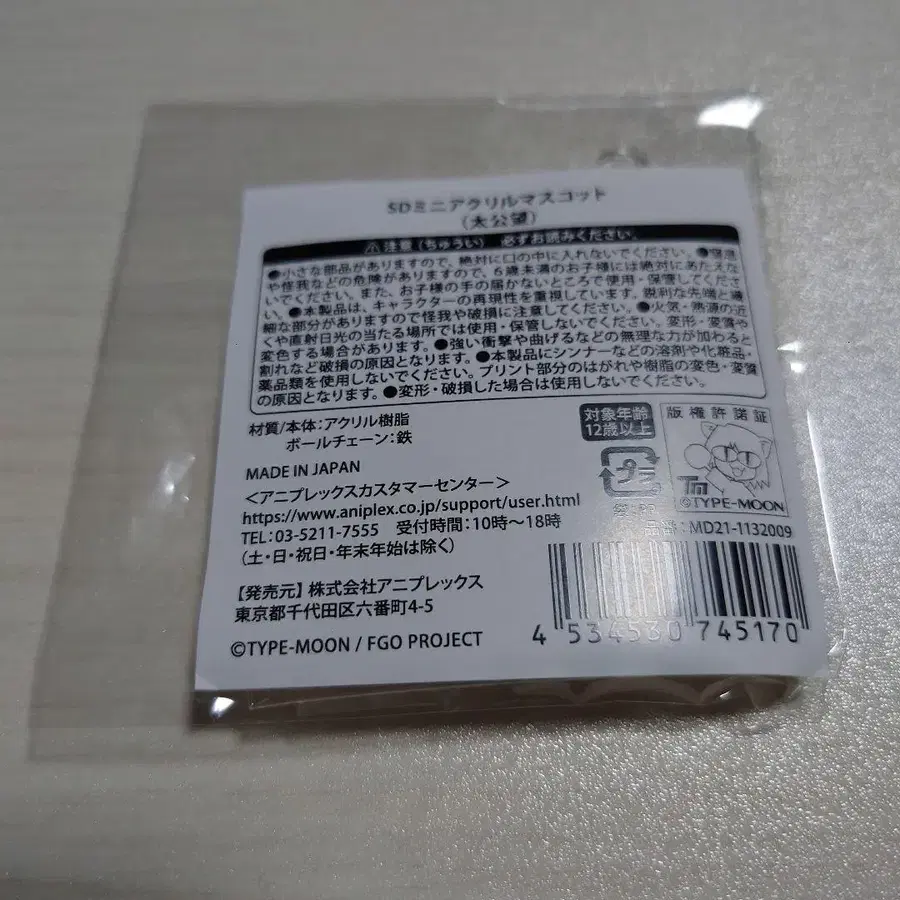 SDミニアクリルマスコット
(太公望)
⚠注意(ちゅうい) 必ずお読みください。
●小さな部品がありますので、絶対に口の中に入れないでください。●窒息
や怪我などの危険がありますので、6歳未満のお子様には絶対にあたえな
いでください。また、お子様の手の届かないところで使用・保管してくださ
い。●本製品は、キャラクターの再現性を重視しています。鋭利な先端と繊
細な部分がありますので怪我や破損に注意してください。●火気・熱源の近
くや直射日光の当たる場所では使用・保管しないでください。変形・変質や
変色する場合があります。●強い衝撃や曲げるなどの無理な力が加わると
割れなど破損の原因となります。●本製品にシンナーなどの溶剤や化粧品・
薬品類を使用しないでください。プリント部分のはがれや樹脂の変色・変質
の原因となります。●変形・破損した場合は使用しないでください。
材質/本体:アクリル樹脂
ボールチェーン:鉄
対象年齢
12歳以上
版権許諾証
TM
©TYPE-MOON
MADE IN JAPAN
<アニプレックスカスタマーセンター>
https://www.aniplex.co.jp/support/user.html
TEL:03-5211-7555 受付時間:10時~18時
(土・日・祝日・年末年始は除く)
品番:MD21-1132009
【発売元】株式会社アニプレックス
東京都千代田区六番町4-5
©TYPE-MOON / FGO PROJECT
4 534530 745170